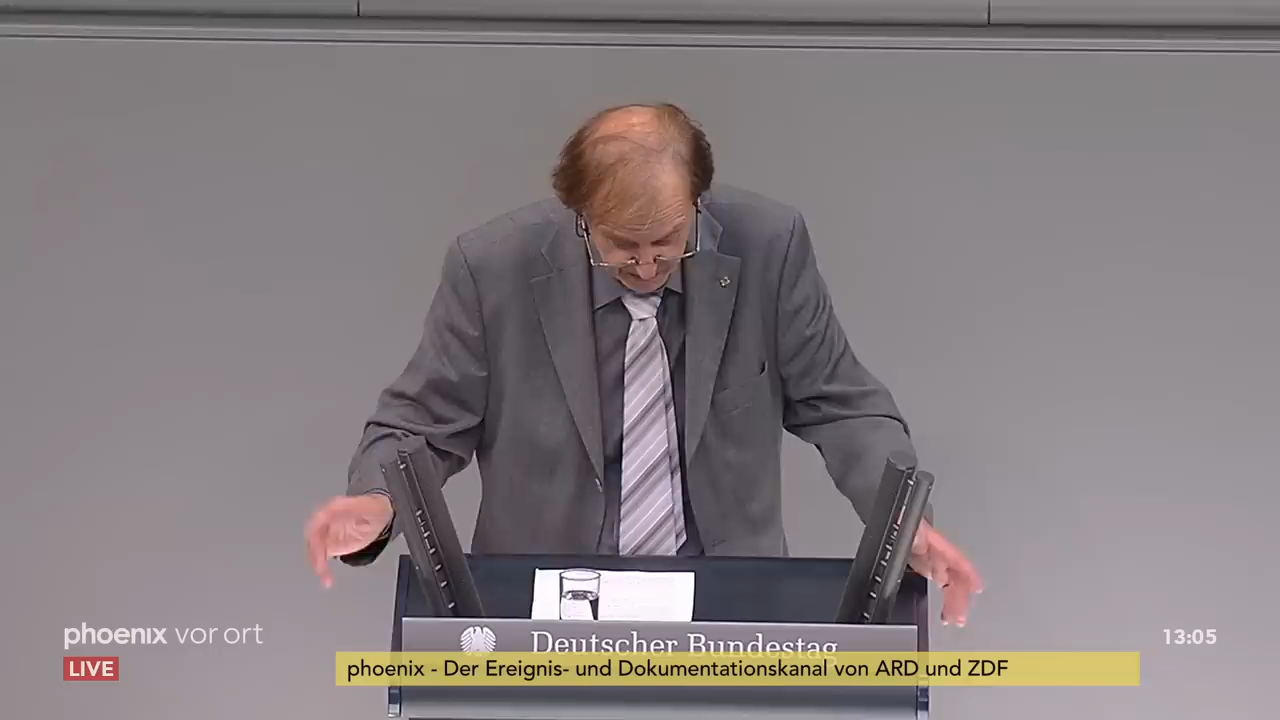 Deutscher Bundestag
phoenix vor ort
13:05
LIVE
phoenix - Der Ereignis- und Dokumentationskanal von ARD und ZDF